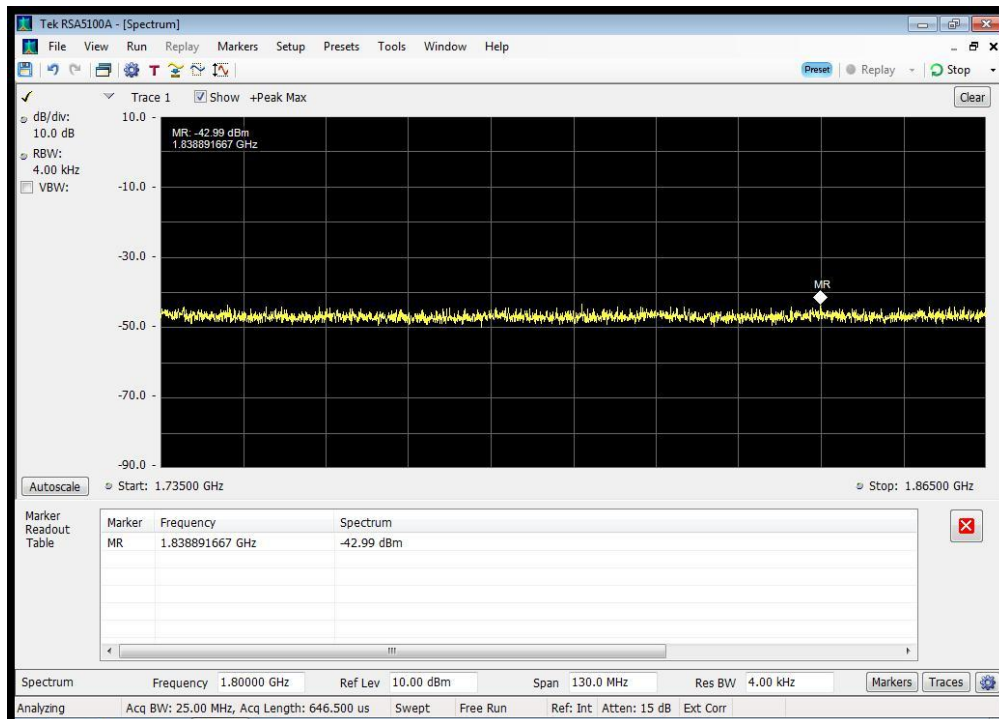 Tek RSA5100A - [Spectrum]
File View Run Replay Markers Setup Presets Tools Window Help
T Preset Replay Stop
Trace 1 Show +Peak Max Clear
dB/div:
10.0 dB
RBW:
4.00 kHz
VBW:
10.0
MR: -42.99 dBm
1.838891667 GHz
-10.0
-30.0
MR
-50.0
-70.0
-90.0
Autoscale Start: 1.73500 GHz Stop: 1.86500 GHz
Marker
Readout
Table
Marker Frequency Spectrum
MR 1.838891667 GHz -42.99 dBm
Spectrum Frequency 1.80000 GHz Ref Lev 10.00 dBm Span 130.0 MHz Res BW 4.00 kHz Markers Traces
Analyzing Acq BW: 25.00 MHz, Acq Length: 646.500 us Swept Free Run Ref: Int Atten: 15 dB Ext Corr